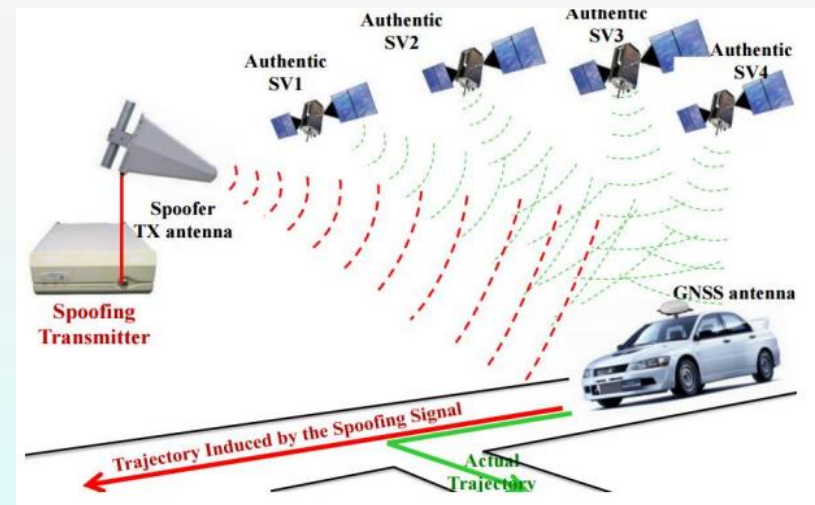 Authentic
SV1
Authentic
SV2
Authentic
SV3
Authentic
SV4
Spoofer
TX antenna
Spoofing
Transmitter
GNSS antenna
Trajectory Induced by the Spoofing Signal
Actual
Trajectory